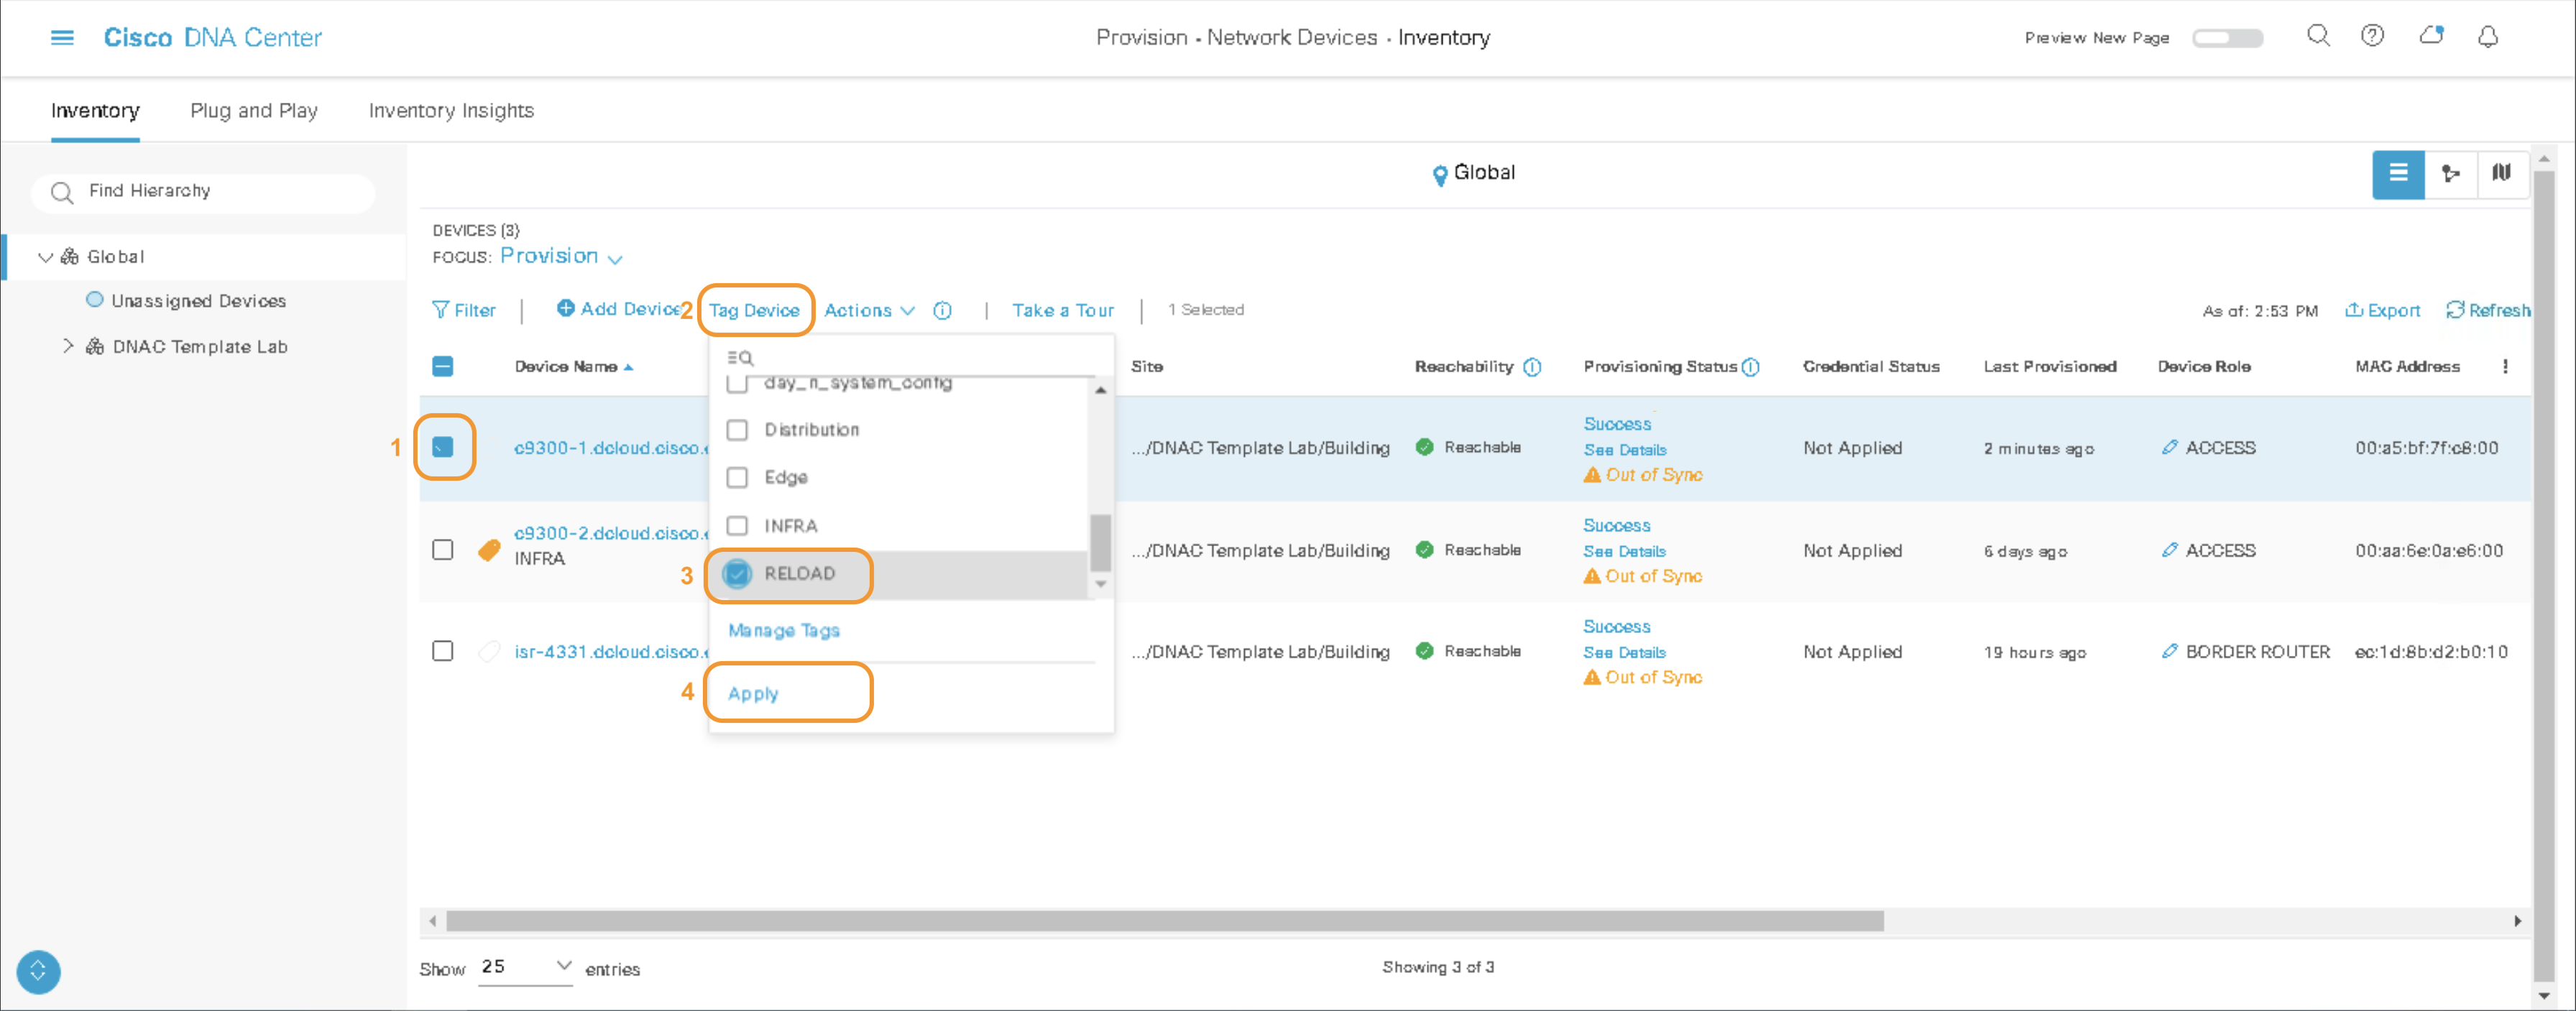 Cisco DNA Center
Provision • Network Devices • Inventory
Preview New Page
Inventory
Plug and Play
Inventory Insights
Find Hierarchy
Global
Unassigned Devices
DNAC Template Lab
Global
DEVICES (3)
FOCUS: Provision
Filter
Add Device
2
Tag Device
Actions
Take a Tour
1 Selected
As of: 2:53 PM
Export
Refresh
Device Name
Site
Reachability
Provisioning Status
Credential Status
Last Provisioned
Device Role
MAC Address
day_n_system_config
Distribution
Edge
INFRA
3
RELOAD
Manage Tags
4
Apply
1
c9300-1.dcloud.cisco.
.../DNAC Template Lab/Building
Reachable
Success
See Details
Out of Sync
Not Applied
2 minutes ago
ACCESS
00:a5:bf:7f:c8:00
c9300-2.dcloud.cisco.
INFRA
.../DNAC Template Lab/Building
Reachable
Success
See Details
Out of Sync
Not Applied
6 days ago
ACCESS
00:aa:6e:0a:e6:00
isr-4331.dcloud.cisco.
.../DNAC Template Lab/Building
Reachable
Success
See Details
Out of Sync
Not Applied
19 hours ago
BORDER ROUTER
ec:1d:8b:d2:b0:10
Show 25 entries
Showing 3 of 3